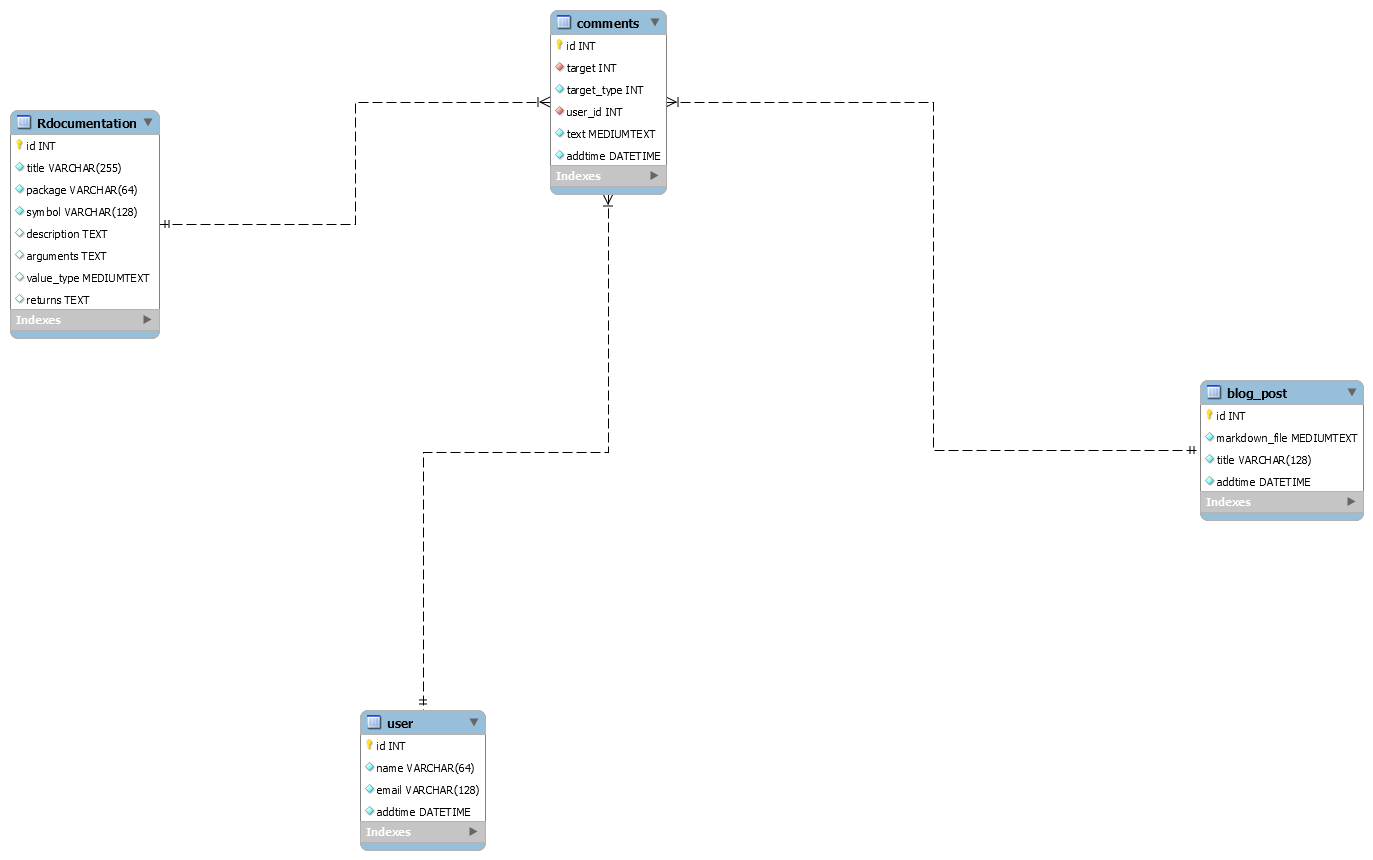 comments
id INT
target INT
target_type INT
user_id INT
text MEDIUMTEXT
addtime DATETIME
Indexes
Rdocumentation
id INT
title VARCHAR(255)
package VARCHAR(64)
symbol VARCHAR(128)
description TEXT
arguments TEXT
value_type MEDIUMTEXT
returns TEXT
Indexes
blog_post
id INT
markdown_file MEDIUMTEXT
title VARCHAR(128)
addtime DATETIME
Indexes
user
id INT
name VARCHAR(64)
email VARCHAR(128)
addtime DATETIME
Indexes